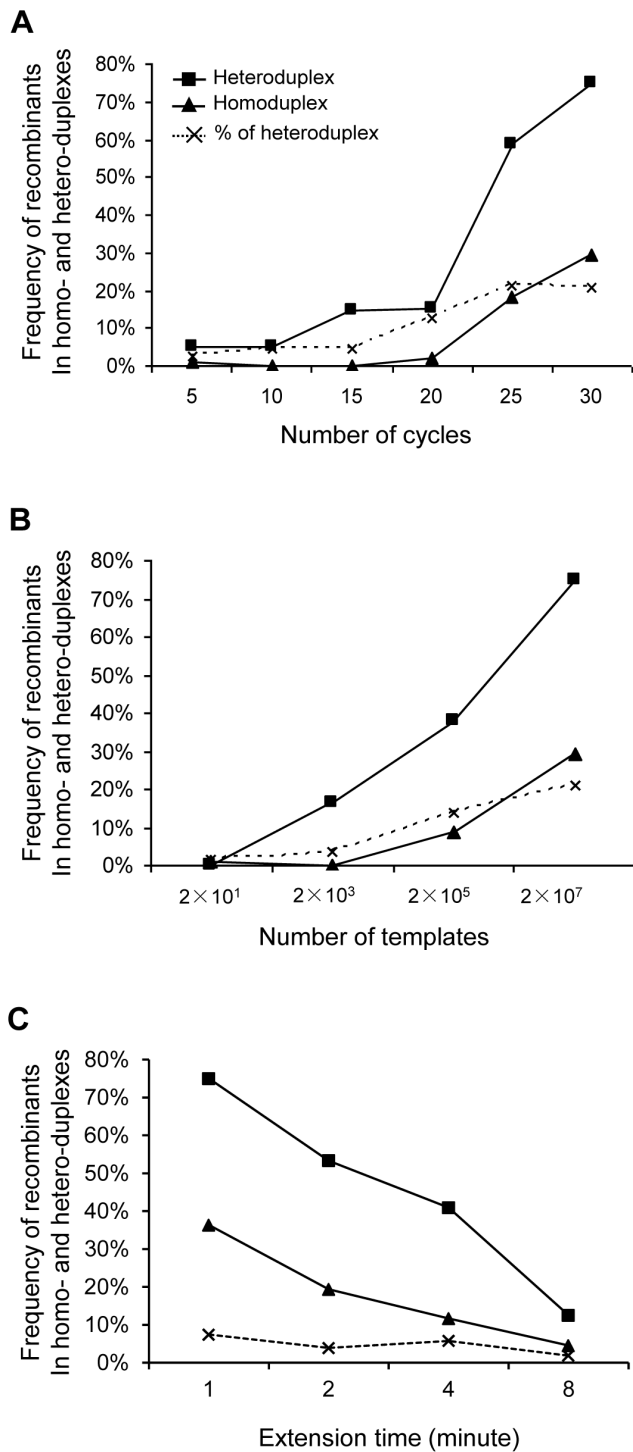 A
Frequency of recombinants
In homo- and hetero-duplexes
80%
70%
60%
50%
40%
30%
20%
10%
0%
Heteroduplex
Homoduplex
% of heteroduplex
5 10 15 20 25 30
Number of cycles
B
Frequency of recombinants
In homo- and hetero-duplexes
80%
70%
60%
50%
40%
30%
20%
10%
0%
2×10¹ 2×10³ 2×10⁵ 2×10⁷
Number of templates
C
Frequency of recombinants
In homo- and hetero-duplexes
80%
70%
60%
50%
40%
30%
20%
10%
0%
1 2 4 8
Extension time (minute)